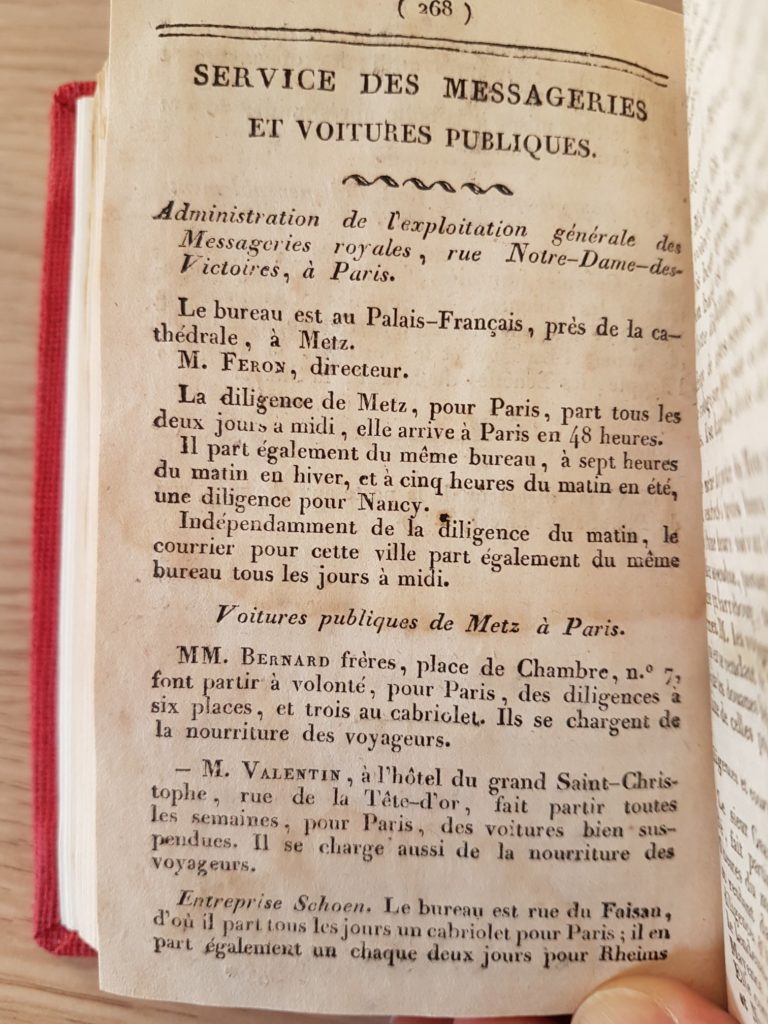 ( 268 )
SERVICE DES MESSAGERIES
ET VOITURES PUBLIQUES.
Administration de l'exploitation générale des
Messageries royales, rue Notre-Dame-des-
Victoires, à Paris.
Le bureau est au Palais-Français, près de la ca-
thédrale, à Metz.
M. FERON, directeur.
La diligence de Metz, pour Paris, part tous les
deux jours à midi, elle arrive à Paris en 48 heures.
Il part également du même bureau, à sept heures
du matin en hiver, et à cinq heures du matin en été,
une diligence pour Nancy.
Indépendamment de la diligence du matin, le
courrier pour cette ville part également du même
bureau tous les jours à midi.
Voitures publiques de Metz à Paris.
MM. BERNARD frères, place de Chambre, n.º 7,
font partir à volonté, pour Paris, des diligences à
six places, et trois au cabriolet. Ils se chargent de
la nourriture des voyageurs.
— M. VALENTIN, à l'hôtel du grand Saint-Chris-
tophe, rue de la Tête-d'or, fait partir toutes
les semaines, pour Paris, des voitures bien sus-
pendues. Il se charge aussi de la nourriture des
voyageurs.
Entreprise Schoen. Le bureau est rue du Faisan,
d'où il part tous les jours un cabriolet pour Paris ; il en
part également un chaque deux jours pour Rheims